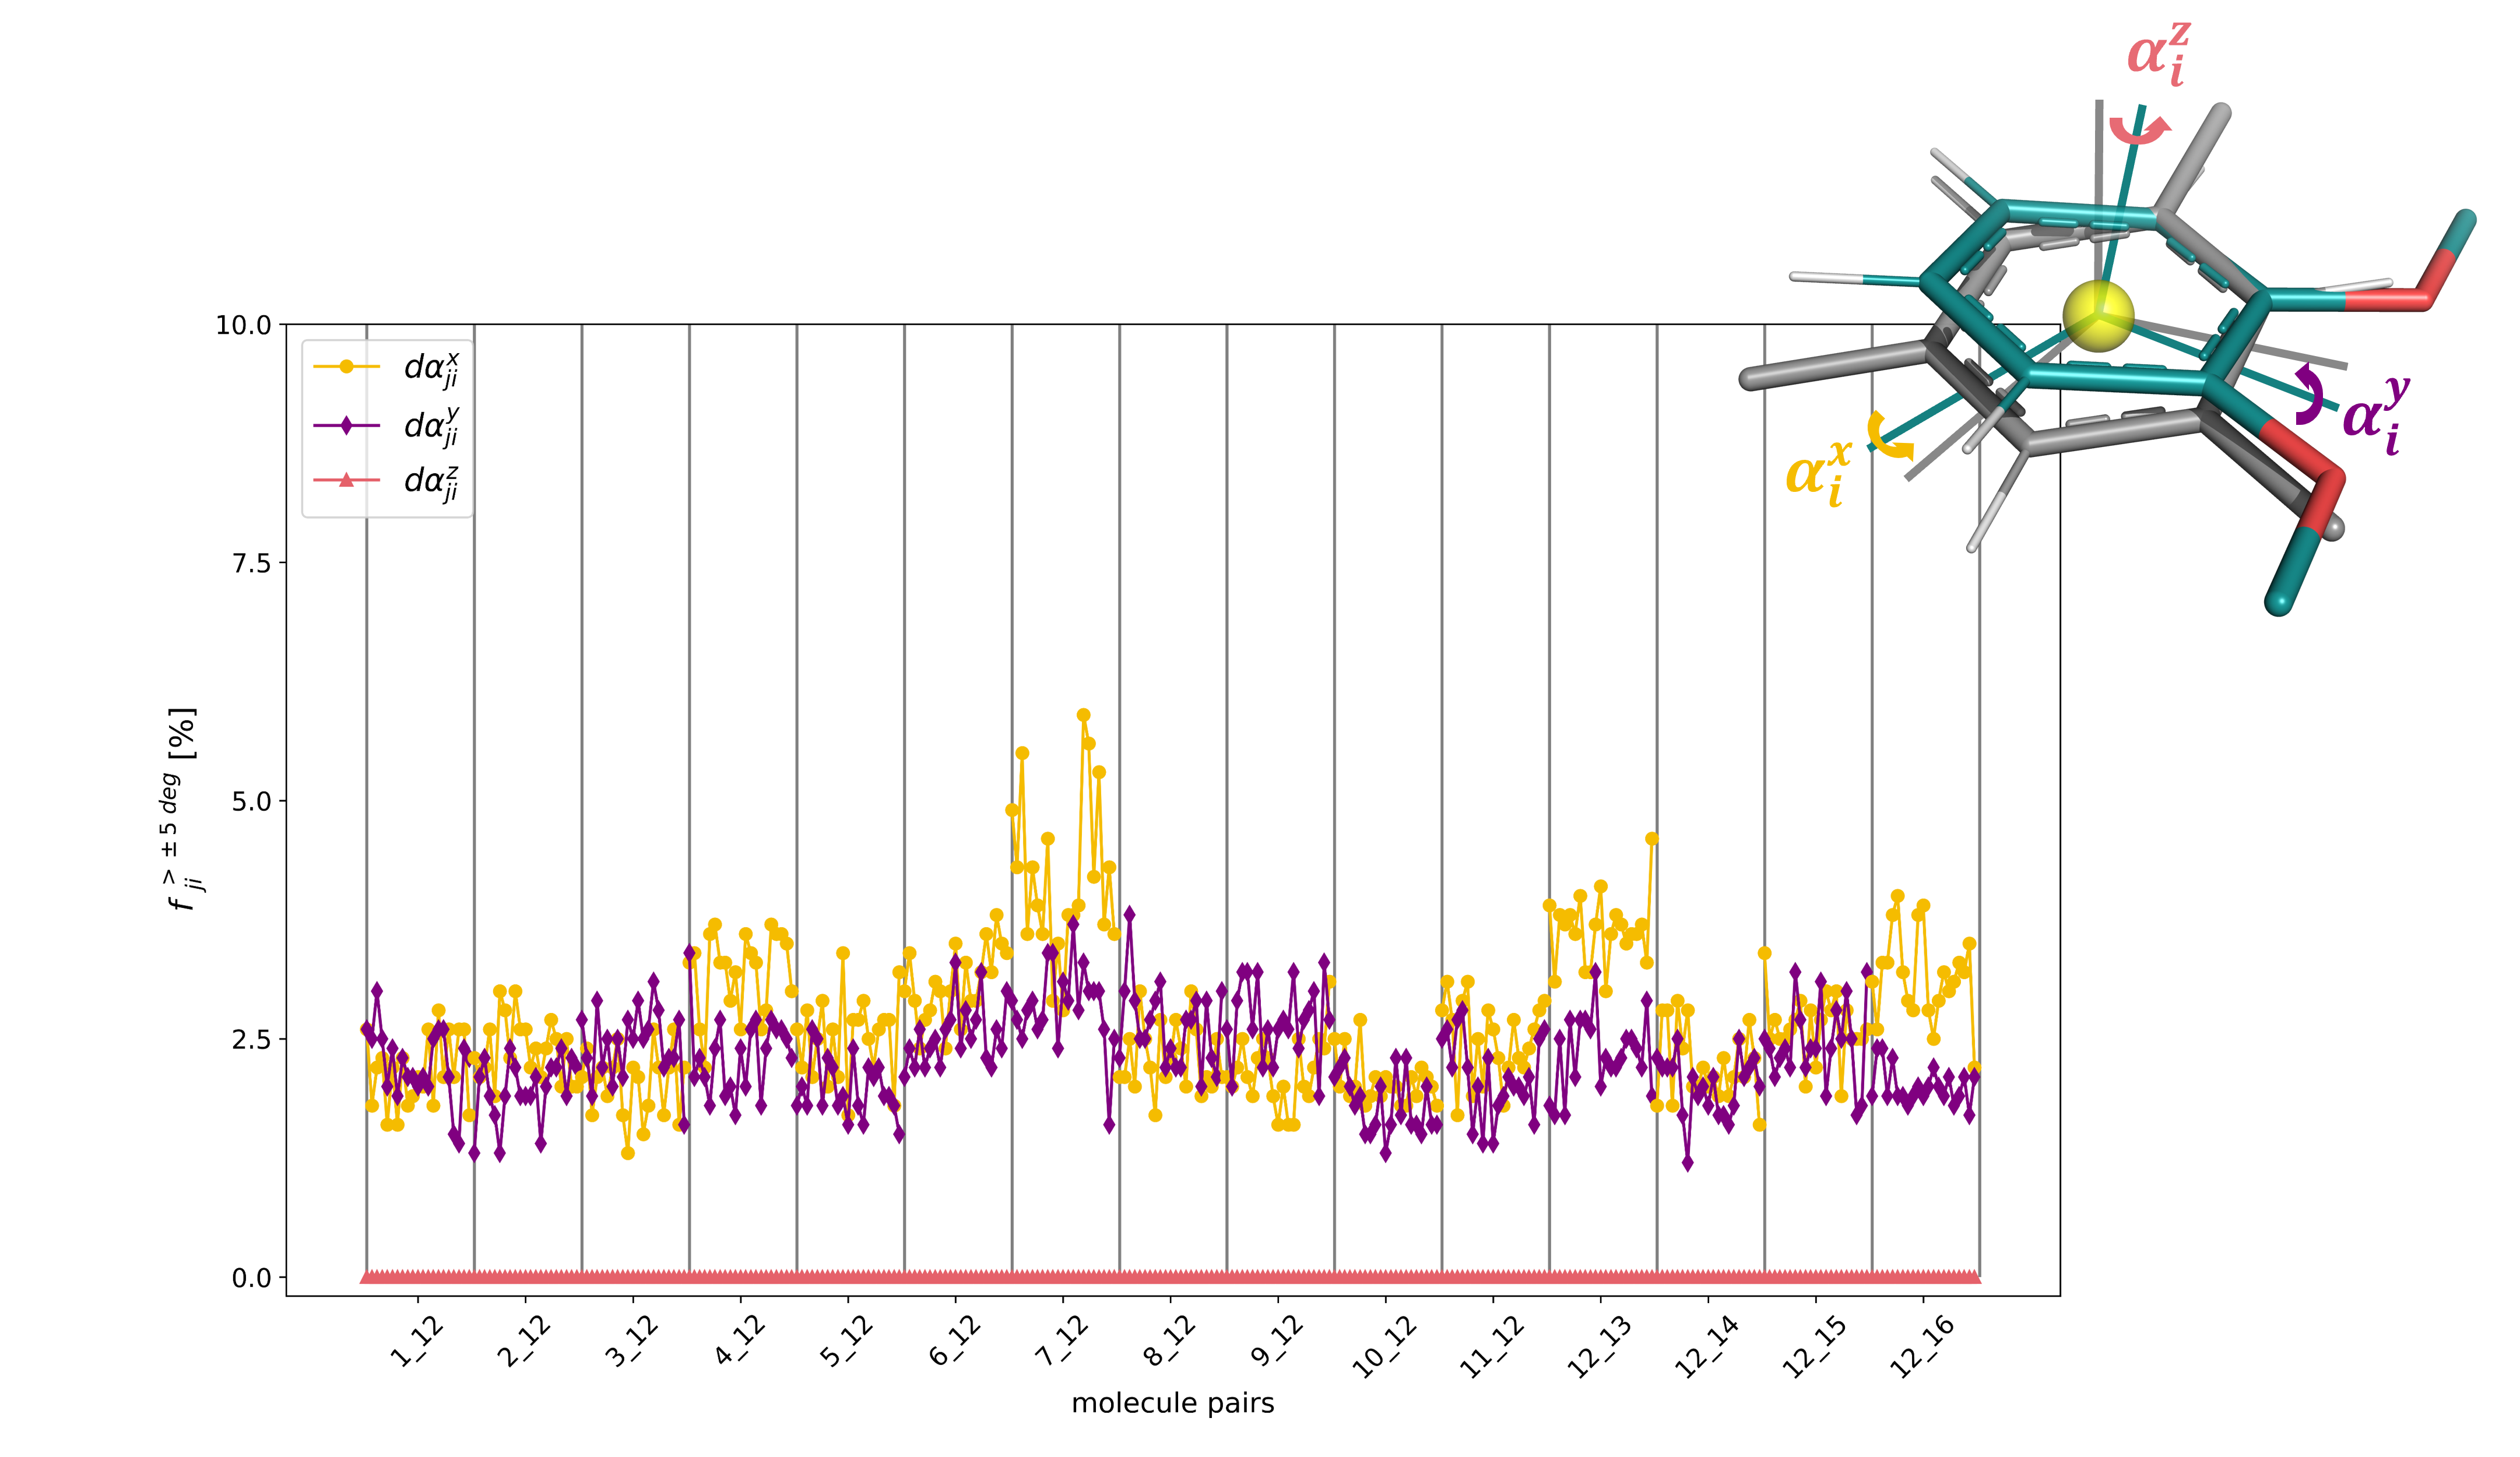 α_i^z
10.0
dα_ji^x
dα_ji^y
dα_ji^z
α_i^y
α_i^x
7.5
5.0
2.5
0.0
f_ji^> ± 5 deg [%]
1_12 2_12 3_12 4_12 5_12 6_12 7_12 8_12 9_12 10_12 11_12 12_13 12_14 12_15 12_16
molecule pairs